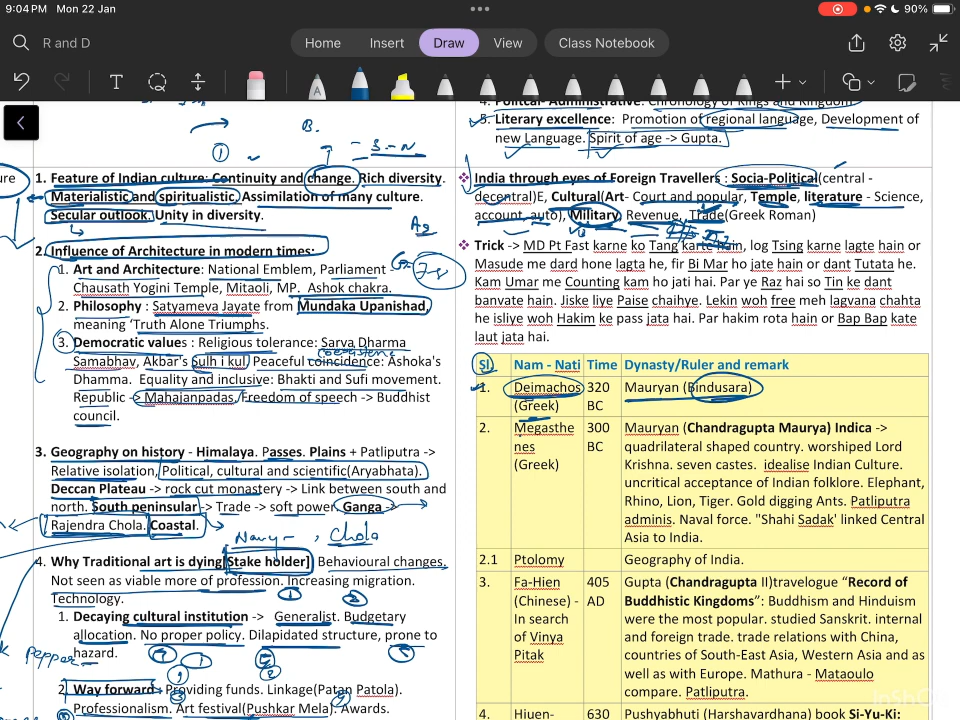 9:04 PM Mon 22 Jan
90%
R and D
Home Insert Draw View Class Notebook
T
A
B.
①
S - N
ure
1. Feature of Indian culture: Continuity and change. Rich diversity.
Materialistic and spiritualistic. Assimilation of many culture.
Secular outlook. Unity in diversity.
2. Influence of Architecture in modern times:
1. Art and Architecture: National Emblem, Parliament -
Chausath Yogini Temple, Mitaoli, MP. Ashok chakra.
2. Philosophy : Satyameva Jayate from Mundaka Upanishad,
meaning 'Truth Alone Triumphs.
3. Democratic values : Religious tolerance: Sarva Dharma
Samabhav, Akbar's Sulh i kul, Peaceful coincidence: Ashoka's
coexistence
Dhamma. Equality and inclusive: Bhakti and Sufi movement.
Republic -> Mahajanpadas, Freedom of speech -> Buddhist
council.
3. Geography on history - Himalaya. Passes. Plains + Patliputra ->
Relative isolation, Political, cultural and scientific(Aryabhata).
Deccan Plateau -> rock cut monastery -> Link between south and
north. South peninsular -> Trade -> soft power. Ganga ->
Rajendra Chola. Coastal.
Navy - , Chola
4. Why Traditional art is dying[Stake holder] Behavioural changes.
Not seen as viable more of profession. Increasing migration.
Technology.
1. Decaying cultural institution -> Generalist. Budgetary
allocation. No proper policy. Dilapidated structure, prone to
hazard.
pepper
2. Way forward - Providing funds. Linkage(Patan Patola).
Professionalism. Art festival(Pushkar Mela). Awards.
4. Politcal- Administrative: Chronology of Kings and Kingdom
5. Literary excellence: Promotion of regional language, Development of
new Language. Spirit of age -> Gupta.
❖ India through eyes of Foreign Travellers : Socia-Political(central -
decentral)E, Cultural(Art- Court and popular, Temple, literature - Science,
account, auto), Military, Revenue, Trade(Greek Roman)
❖ Trick -> MD Pt Fast karne ko Tang karte hain, log Tsing karne lagte hain or
Masude me dard hone lagta he, fir Bi Mar ho jate hain or dant Tutata he.
Kam Umar me Counting kam ho jati hai. Par ye Raz hai so Tin ke dant
banvate hain. Jiske liye Paise chaihye. Lekin woh free meh lagvana chahta
he isliye woh Hakim ke pass jata hai. Par hakim rota hain or Bap Bap kate
laut jata hai.
Sl. Nam - Nati Time Dynasty/Ruler and remark
1. Deimachos 320 Mauryan (Bindusara)
(Greek) BC
2. Megasthe 300 Mauryan (Chandragupta Maurya) Indica ->
nes BC quadrilateral shaped country. worshiped Lord
(Greek) Krishna. seven castes. idealise Indian Culture.
uncritical acceptance of Indian folklore. Elephant,
Rhino, Lion, Tiger. Gold digging Ants. Patliputra
adminis. Naval force. "Shahi Sadak' linked Central
Asia to India.
2.1 Ptolomy Geography of India.
3. Fa-Hien 405 Gupta (Chandragupta II)travelogue "Record of
(Chinese) - AD Buddhistic Kingdoms": Buddhism and Hinduism
In search were the most popular. studied Sanskrit. internal
of Vinya and foreign trade. trade relations with China,
Pitak countries of South-East Asia, Western Asia and as
well as with Europe. Mathura - Mataoulo
compare. Patliputra.
4. Hiuen- 630 Pushyabhuti (Harshavardhana) book Si-Yu-Ki: